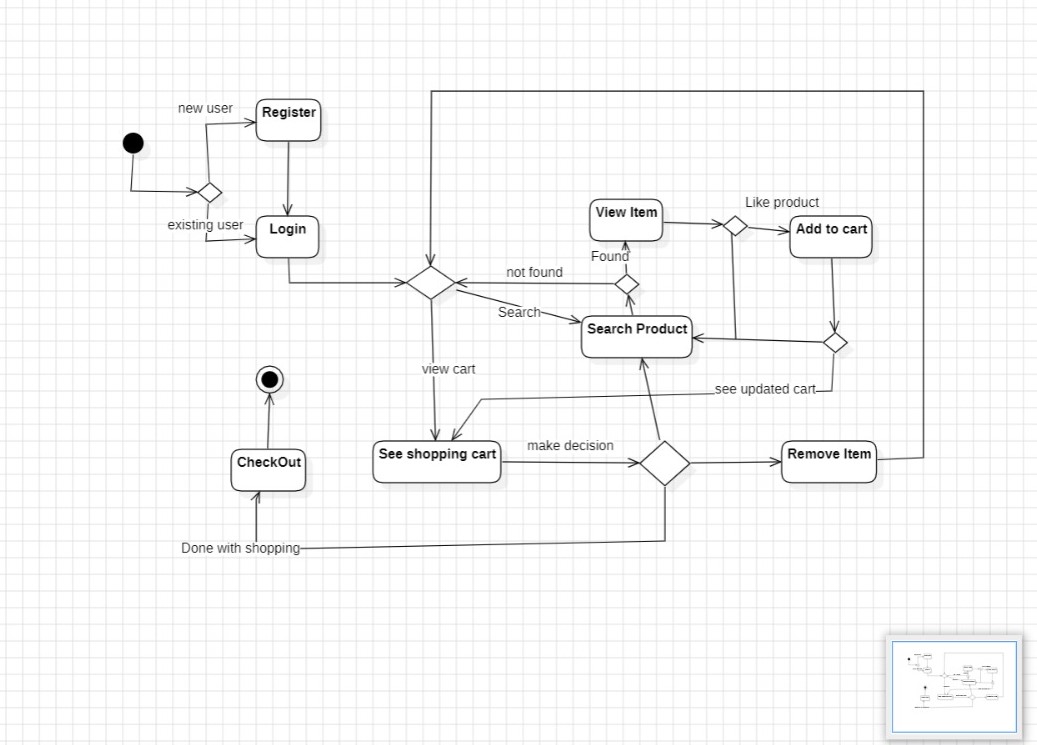 new user
Register
existing user
Login
Like product
View Item
Add to cart
Found
not found
Search
Search Product
view cart
see updated cart
See shopping cart
make decision
Remove Item
CheckOut
Done with shopping